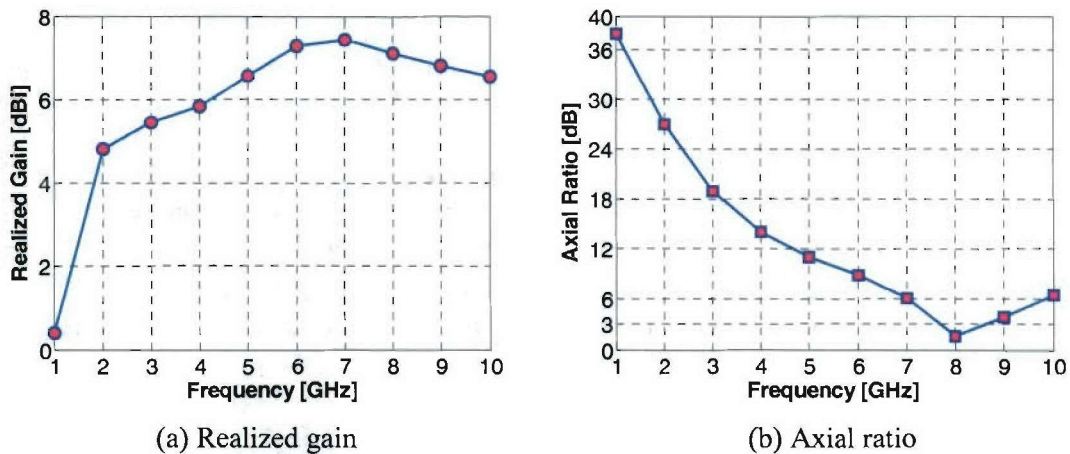 Realized Gain [dBi]
8
6
4
2
0
1 2 3 4 5 6 7 8 9 10
Frequency [GHz]
(a) Realized gain
Axial Ratio [dB]
40
36
30
24
18
12
6
3
0
1 2 3 4 5 6 7 8 9 10
Frequency [GHz]
(b) Axial ratio